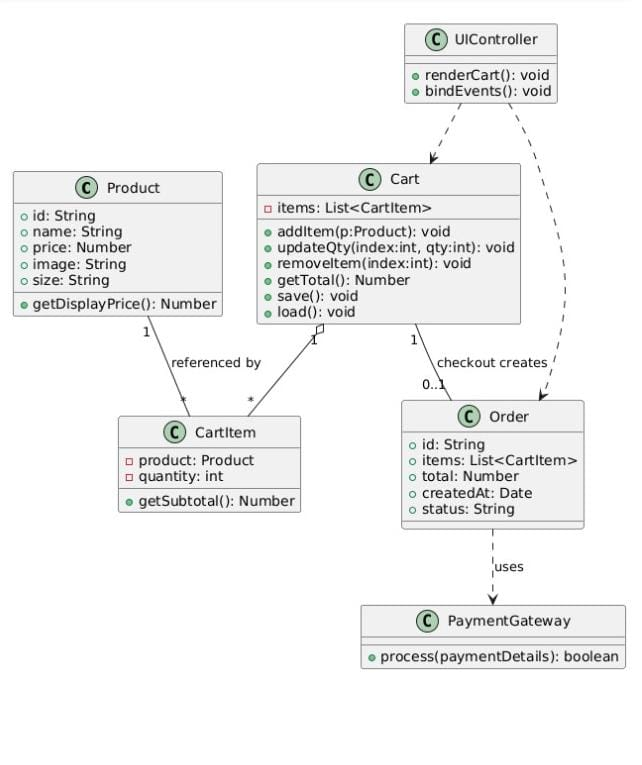 C UIController
renderCart(): void
bindEvents(): void
C Product
id: String
name: String
price: Number
image: String
size: String
getDisplayPrice(): Number
C Cart
items: List<CartItem>
addItem(p:Product): void
updateQty(index:int, qty:int): void
removeItem(index:int): void
getTotal(): Number
save(): void
load(): void
1
referenced by
*
1
*
1
checkout creates
0..1
C CartItem
product: Product
quantity: int
getSubtotal(): Number
C Order
id: String
items: List<CartItem>
total: Number
createdAt: Date
status: String
uses
C PaymentGateway
process(paymentDetails): boolean